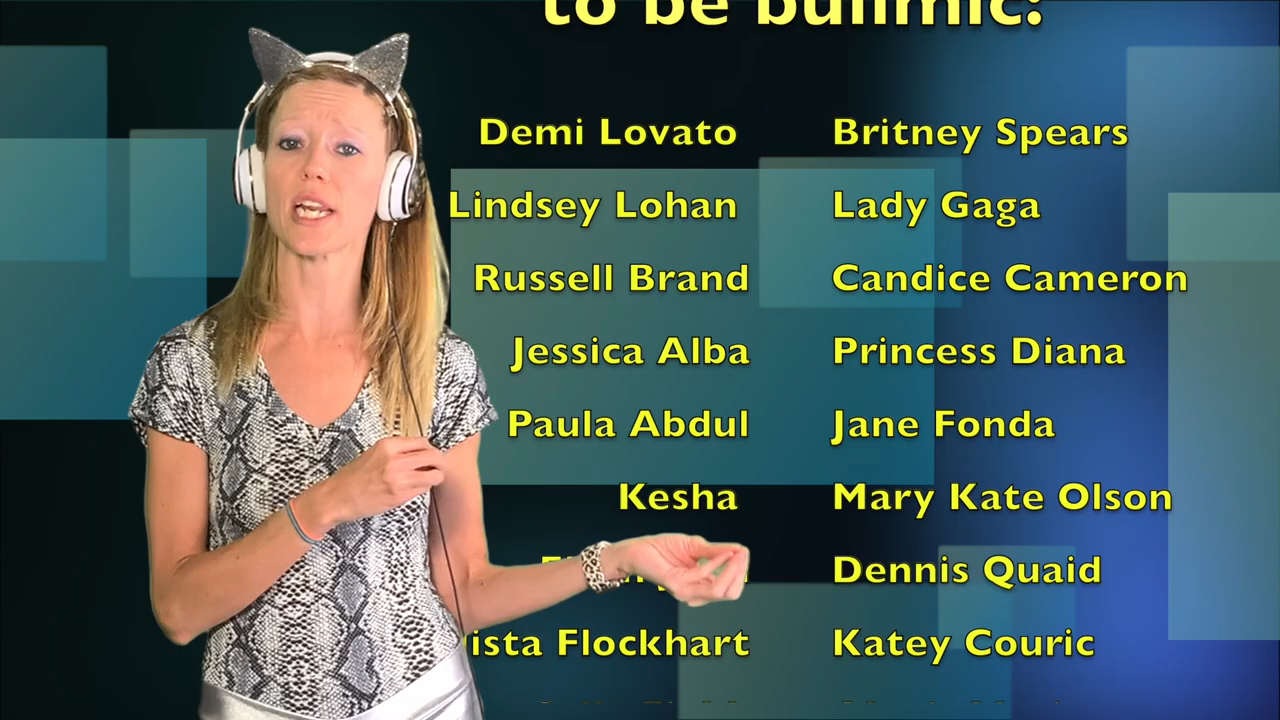 to be bulimic:
Demi Lovato Britney Spears
Lindsey Lohan Lady Gaga
Russell Brand Candice Cameron
Jessica Alba Princess Diana
Paula Abdul Jane Fonda
Kesha Mary Kate Olson
Dennis Quaid
Flockhart Katey Couric